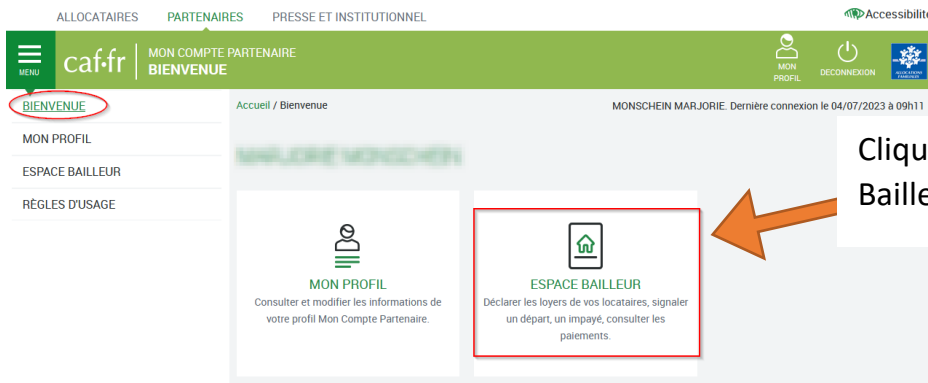 ALLOCATAIRES PARTENAIRES PRESSE ET INSTITUTIONNEL Accessibilité
MENU caf.fr MON COMPTE PARTENAIRE
BIENVENUE
MON PROFIL DECONNEXION ALLOCATIONS FAMILIALES
BIENVENUE
Accueil / Bienvenue MONSCHEIN MARJORIE. Dernière connexion le 04/07/2023 à 09h11
MON PROFIL
ESPACE BAILLEUR
RÈGLES D'USAGE
Cliqu
Baille
MON PROFIL
Consulter et modifier les informations de
votre profil Mon Compte Partenaire.
ESPACE BAILLEUR
Déclarer les loyers de vos locataires, signaler
un départ, un impayé, consulter les
paiements.